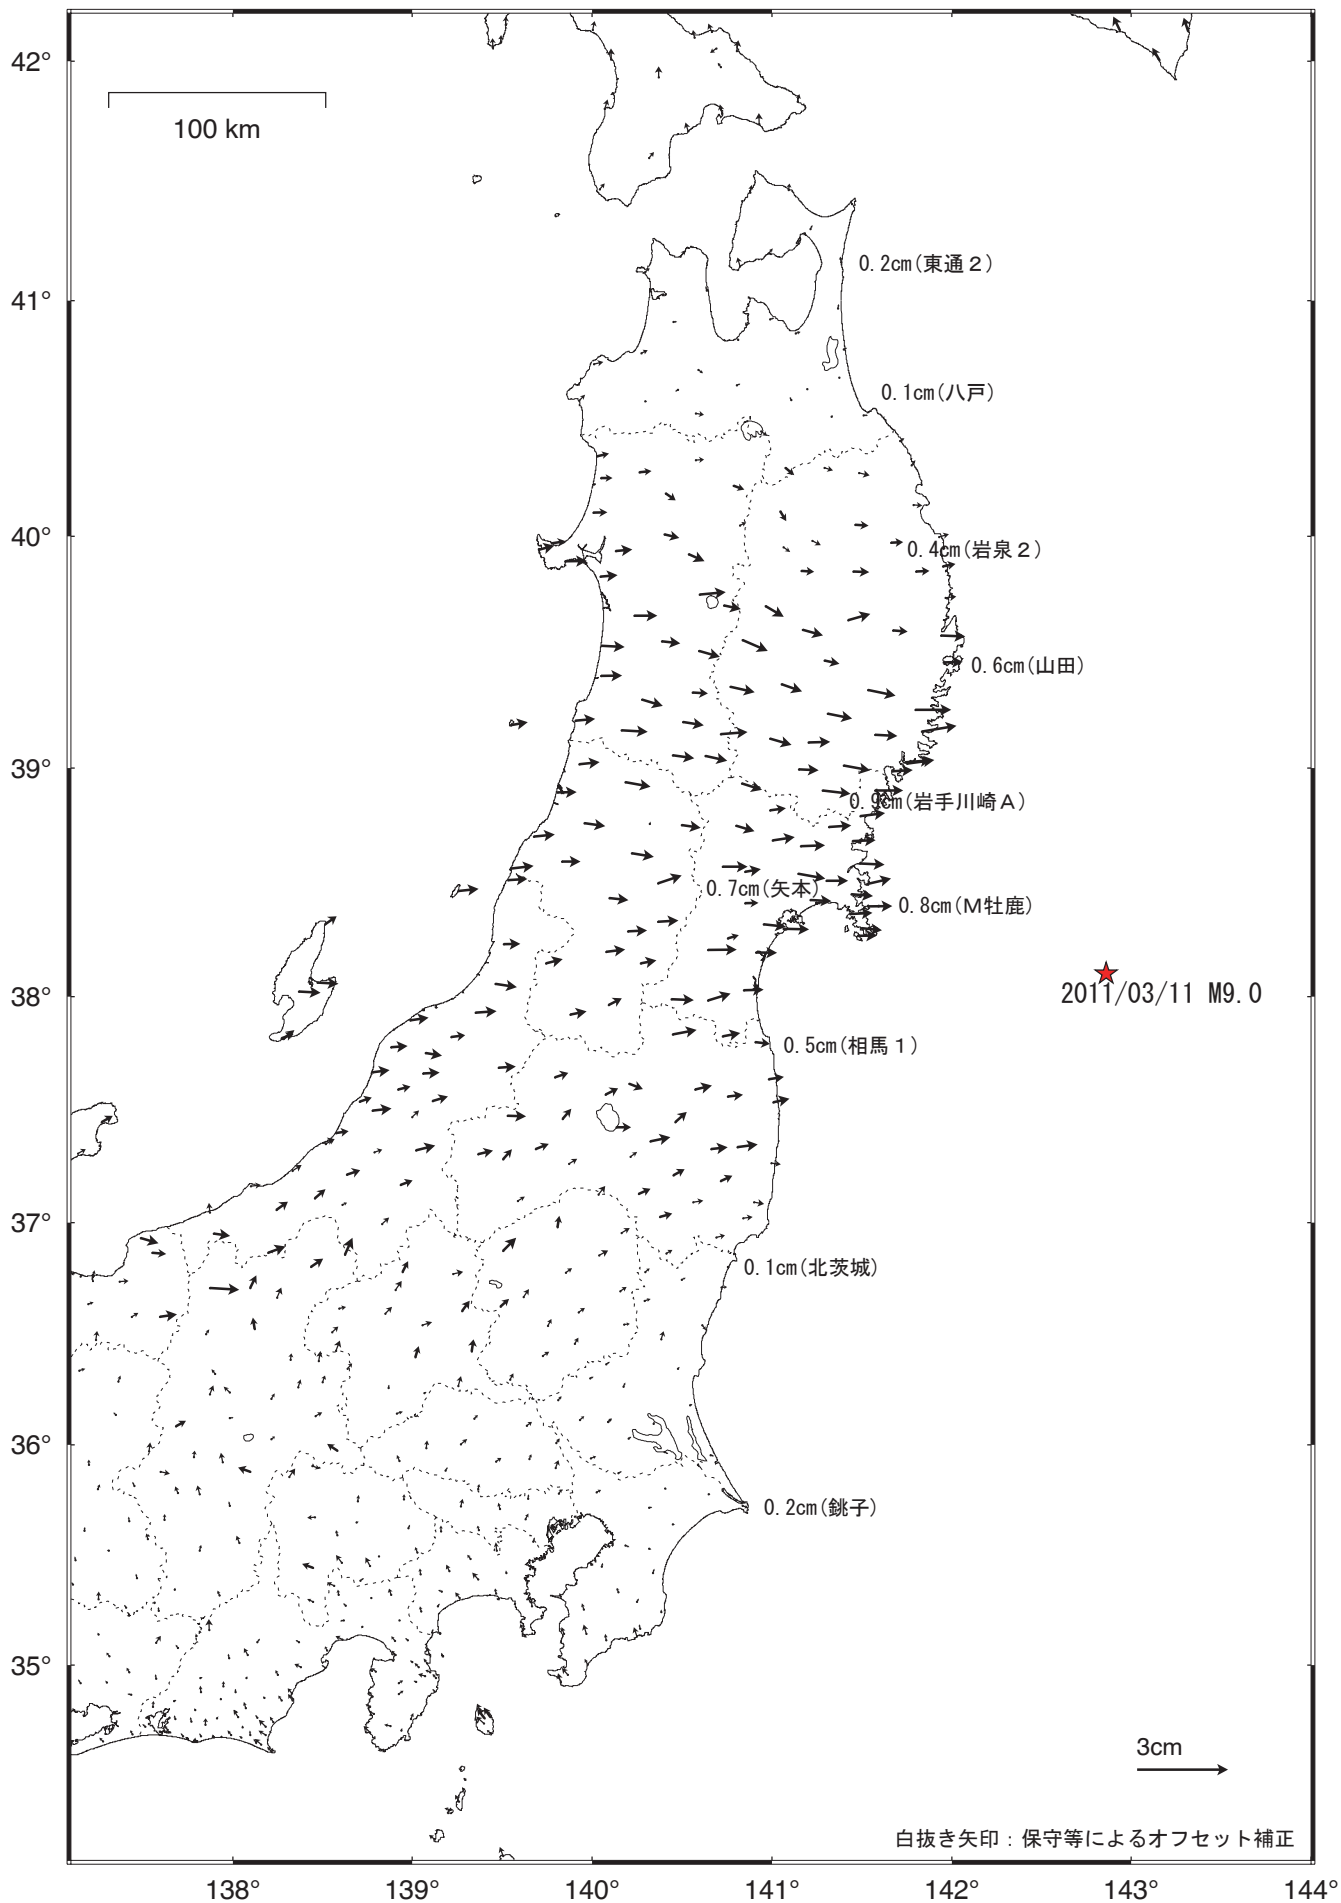 42°
100 km
0.2cm(東通２)
41°
0.1cm(八戸)
40°
0.4cm(岩泉２)
0.6cm(山田)
39°
0.9cm(岩手川崎Ａ)
0.7cm(矢本)
0.8cm(Ｍ牡鹿)
38°
2011/03/11 M9.0
0.5cm(相馬１)
37°
0.1cm(北茨城)
36°
0.2cm(銚子)
35°
3cm
白抜き矢印：保守等によるオフセット補正
138° 139° 140° 141° 142° 143° 144°